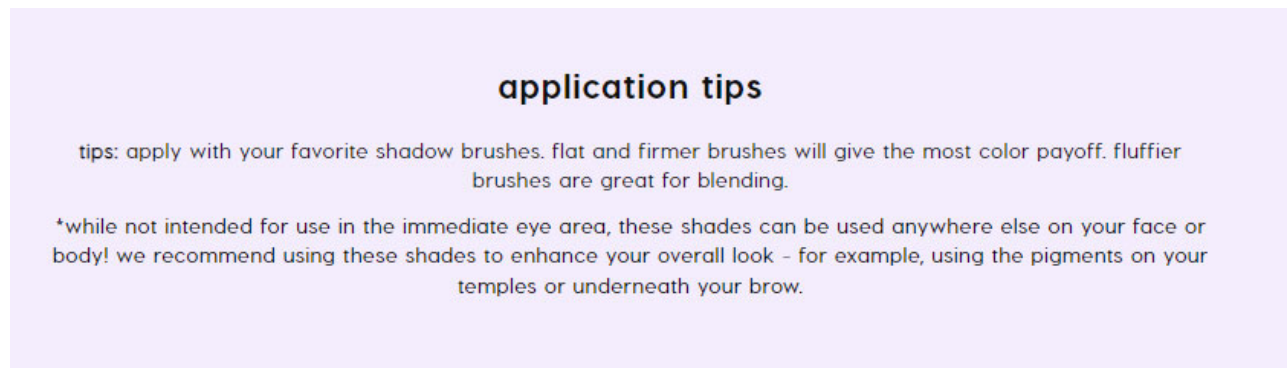 application tips
tips: apply with your favorite shadow brushes. flat and firmer brushes will give the most color payoff. fluffier
brushes are great for blending.
*while not intended for use in the immediate eye area, these shades can be used anywhere else on your face or
body! we recommend using these shades to enhance your overall look - for example, using the pigments on your
temples or underneath your brow.